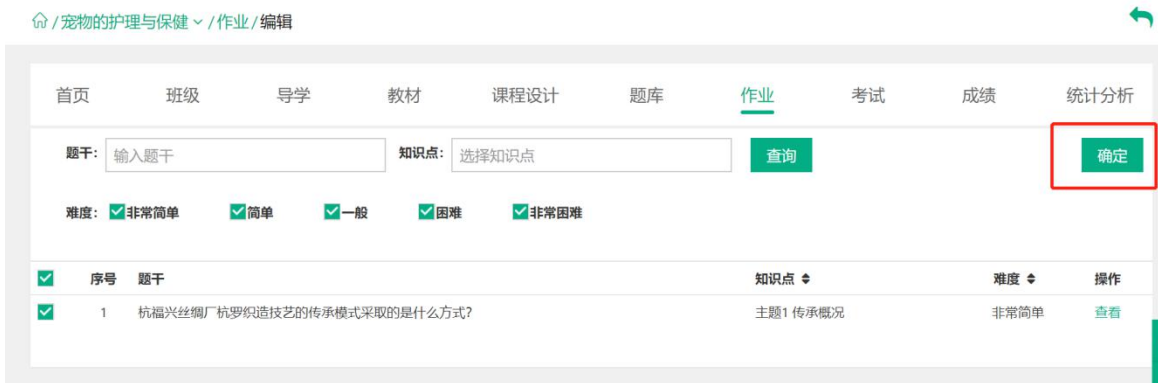 /宠物的护理与保健 /作业/编辑
首页 班级 导学 教材 课程设计 题库 作业 考试 成绩 统计分析
题干: 输入题干 知识点: 选择知识点 查询 确定
难度: 非常简单 简单 一般 困难 非常困难
序号 题干 知识点 难度 操作
1 杭福兴丝绸厂杭罗织造技艺的传承模式采取的是什么方式? 主题1 传承概况 非常简单 查看